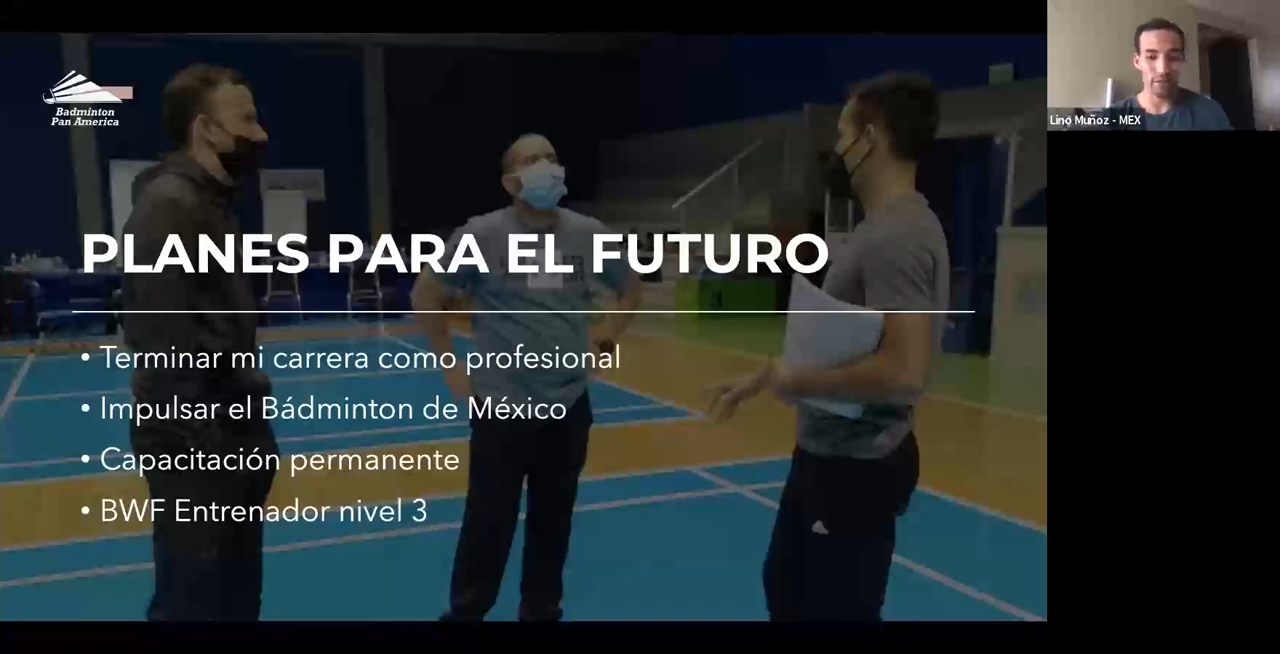 Badminton
Pan America
PLANES PARA EL FUTURO
• Terminar mi carrera como profesional
• Impulsar el Bádminton de México
• Capacitación permanente
• BWF Entrenador nivel 3
Lino Muñoz - MEX